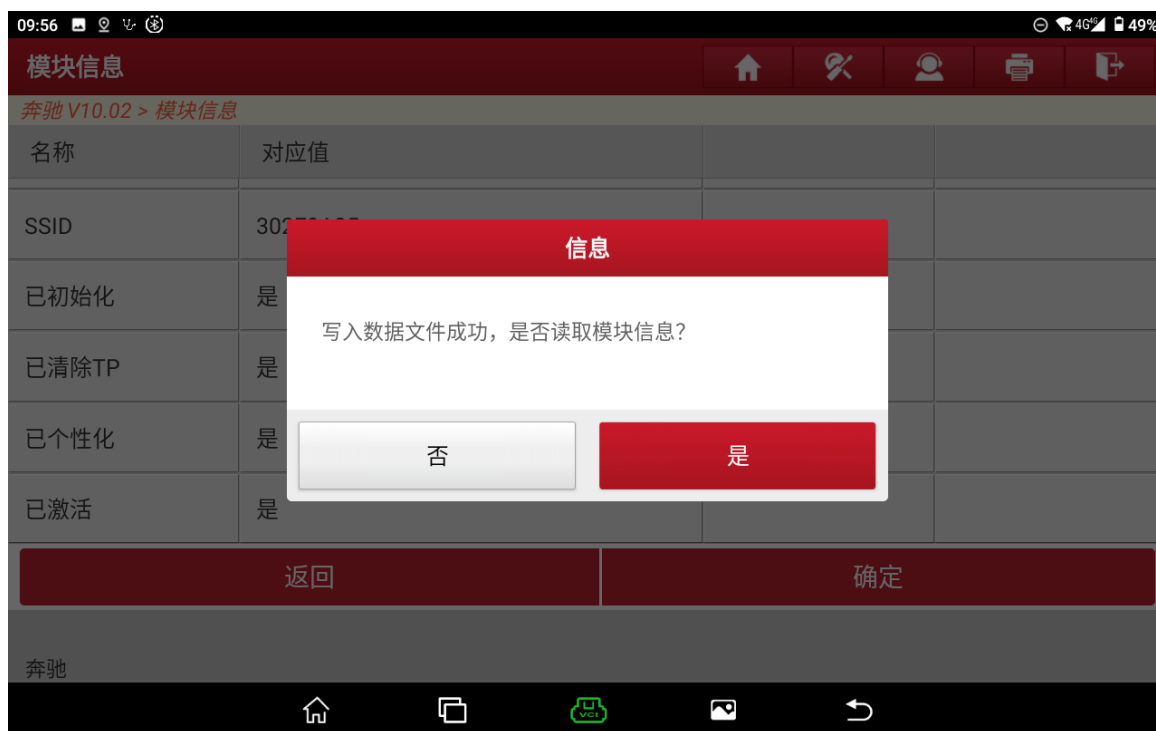 09:56 4G 4G 49%
模块信息
奔驰 V10.02 > 模块信息
名称 对应值
SSID
信息
已初始化 是
写入数据文件成功，是否读取模块信息？
已清除TP 是
已个性化 是
否 是
已激活 是
返回 确定
奔驰
VCI